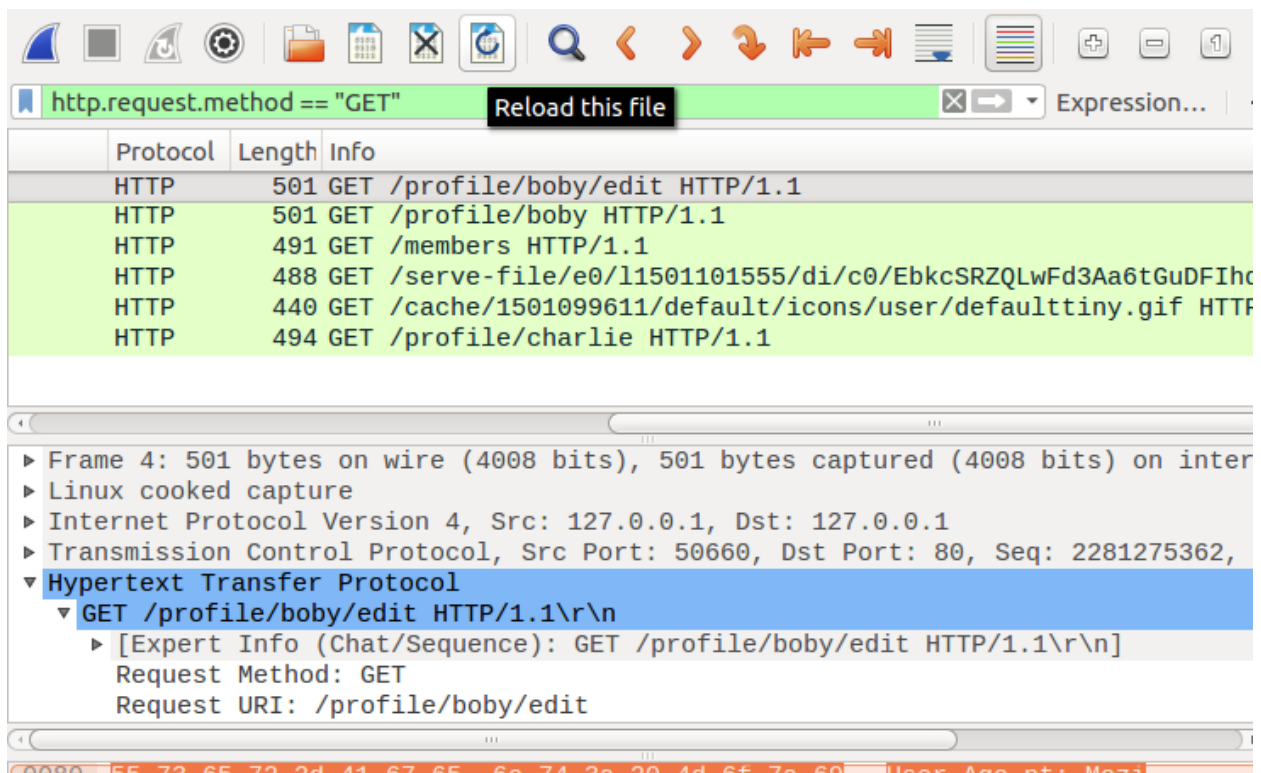 http.request.method == "GET"
Reload this file
Expression...
Protocol Length Info
HTTP 501 GET /profile/boby/edit HTTP/1.1
HTTP 501 GET /profile/boby HTTP/1.1
HTTP 491 GET /members HTTP/1.1
HTTP 488 GET /serve-file/e0/l1501101555/di/c0/EbkcSRZQLwFd3Aa6tGuDFIhc
HTTP 440 GET /cache/1501099611/default/icons/user/defaulttiny.gif HTTP
HTTP 494 GET /profile/charlie HTTP/1.1
Frame 4: 501 bytes on wire (4008 bits), 501 bytes captured (4008 bits) on inter
Linux cooked capture
Internet Protocol Version 4, Src: 127.0.0.1, Dst: 127.0.0.1
Transmission Control Protocol, Src Port: 50660, Dst Port: 80, Seq: 2281275362,
Hypertext Transfer Protocol
GET /profile/boby/edit HTTP/1.1\r\n
[Expert Info (Chat/Sequence): GET /profile/boby/edit HTTP/1.1\r\n]
Request Method: GET
Request URI: /profile/boby/edit